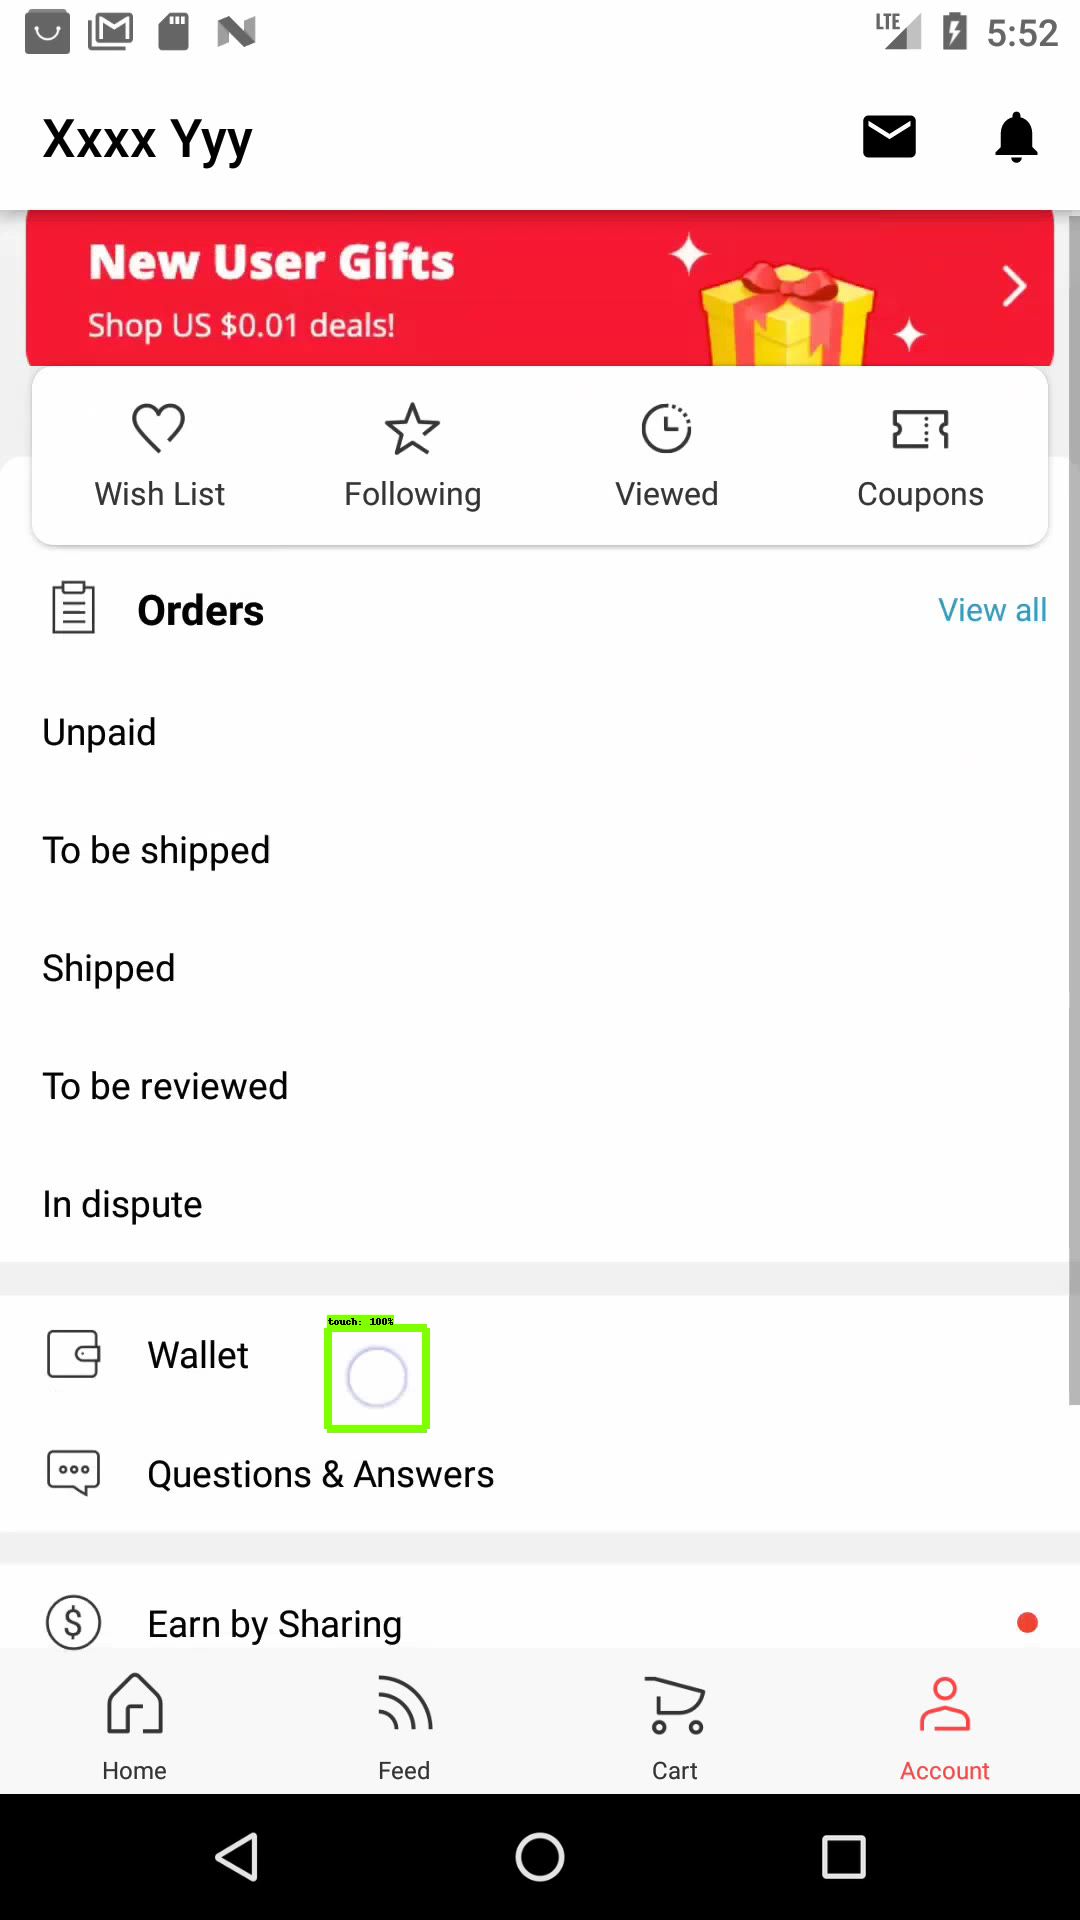 LTE 5:52
Xxxx Yyy
New User Gifts
Shop US $0.01 deals!
Wish List Following Viewed Coupons
Orders View all
Unpaid
To be shipped
Shipped
To be reviewed
In dispute
touch: 100%
Wallet
Questions & Answers
Earn by Sharing
Home Feed Cart Account